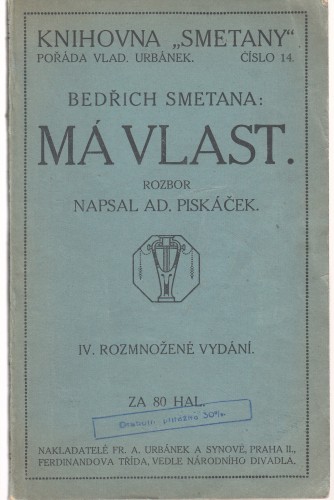 KNIHOVNA „SMETANY“
POŘÁDÁ VLAD. URBÁNEK. ČÍSLO 14.
BEDŘICH SMETANA:
MÁ VLAST.
ROZBOR
NAPSAL AD. PISKÁČEK.
IV. ROZMNOŽENÉ VYDÁNÍ.
ZA 80 HAL.
NAKLADATELÉ FR. A. URBÁNEK A SYNOVÉ, PRAHA II.,
FERDINANDOVA TŘÍDA, VEDLE NÁRODNÍHO DIVADLA.